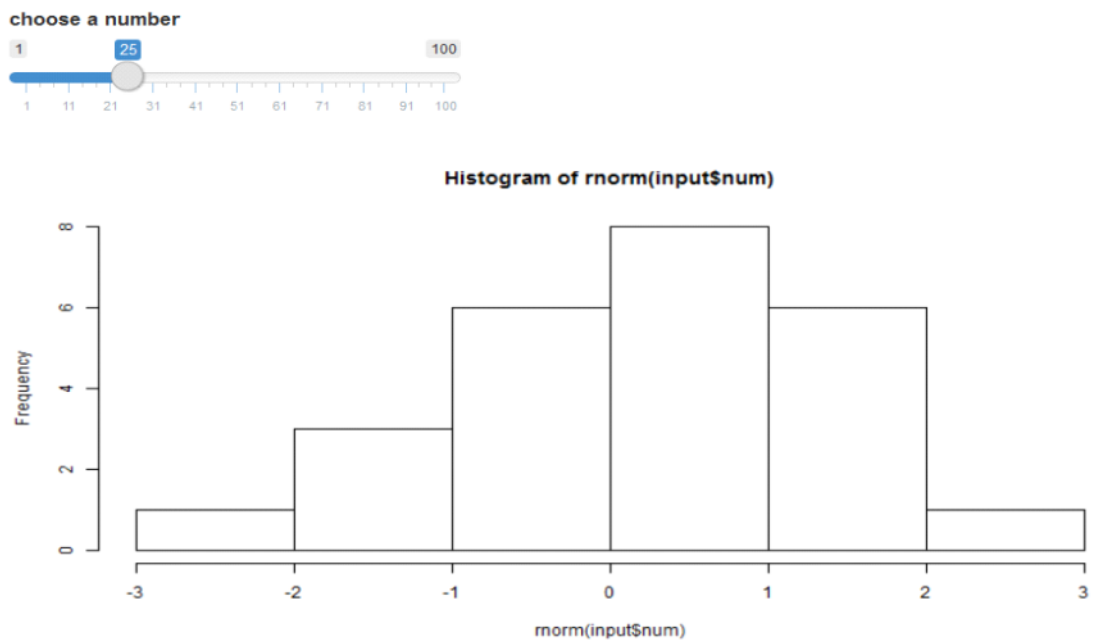 choose a number
1 25 100
1 11 21 31 41 51 61 71 81 91 100
Histogram of rnorm(input$num)
Frequency
8
6
4
2
0
-3 -2 -1 0 1 2 3
rnorm(input$num)